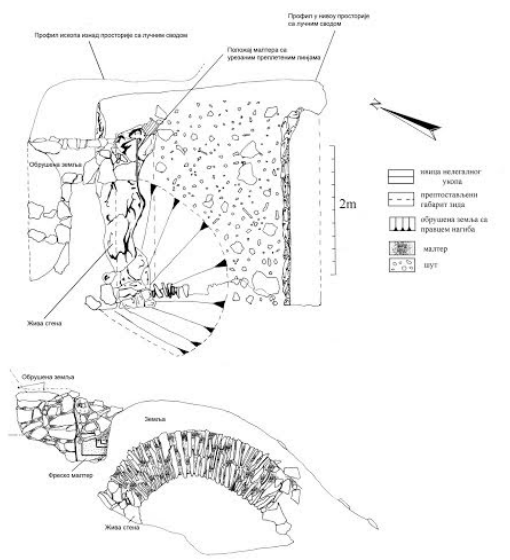 Профил у нивоу просторије
са лучним сводом
Профил ископа изнад просторије са лучним сводом
Пеложај малтера са
урезаним преплетеним линјама
Обрушена земља
2m
ивица нелегалног
укопа
претпостављени
габарит зида
обрушена земља са
правцем нагиба
малтер
шут
Жива стена
Обрушена земља
Земља
Фреско малтер
Жива стена